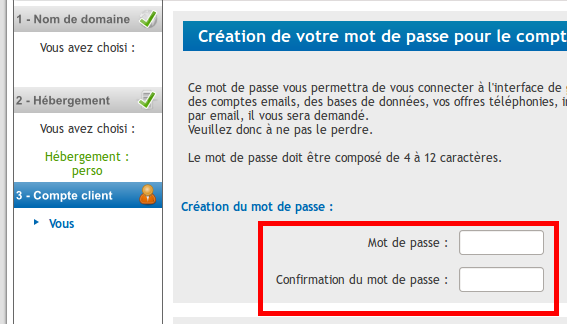 1 - Nom de domaine
Vous avez choisi :
2 - Hébergement
Vous avez choisi :
Hébergement :
perso
3 - Compte client
Vous
Création de votre mot de passe pour le compt
Ce mot de passe vous permettra de vous connecter à l'interface de
des comptes emails, des bases de données, vos offres téléphonies, i
par email, il vous sera demandé.
Veuillez donc à ne pas le perdre.
Le mot de passe doit être composé de 4 à 12 caractères.
Création du mot de passe :
Mot de passe :
Confirmation du mot de passe :